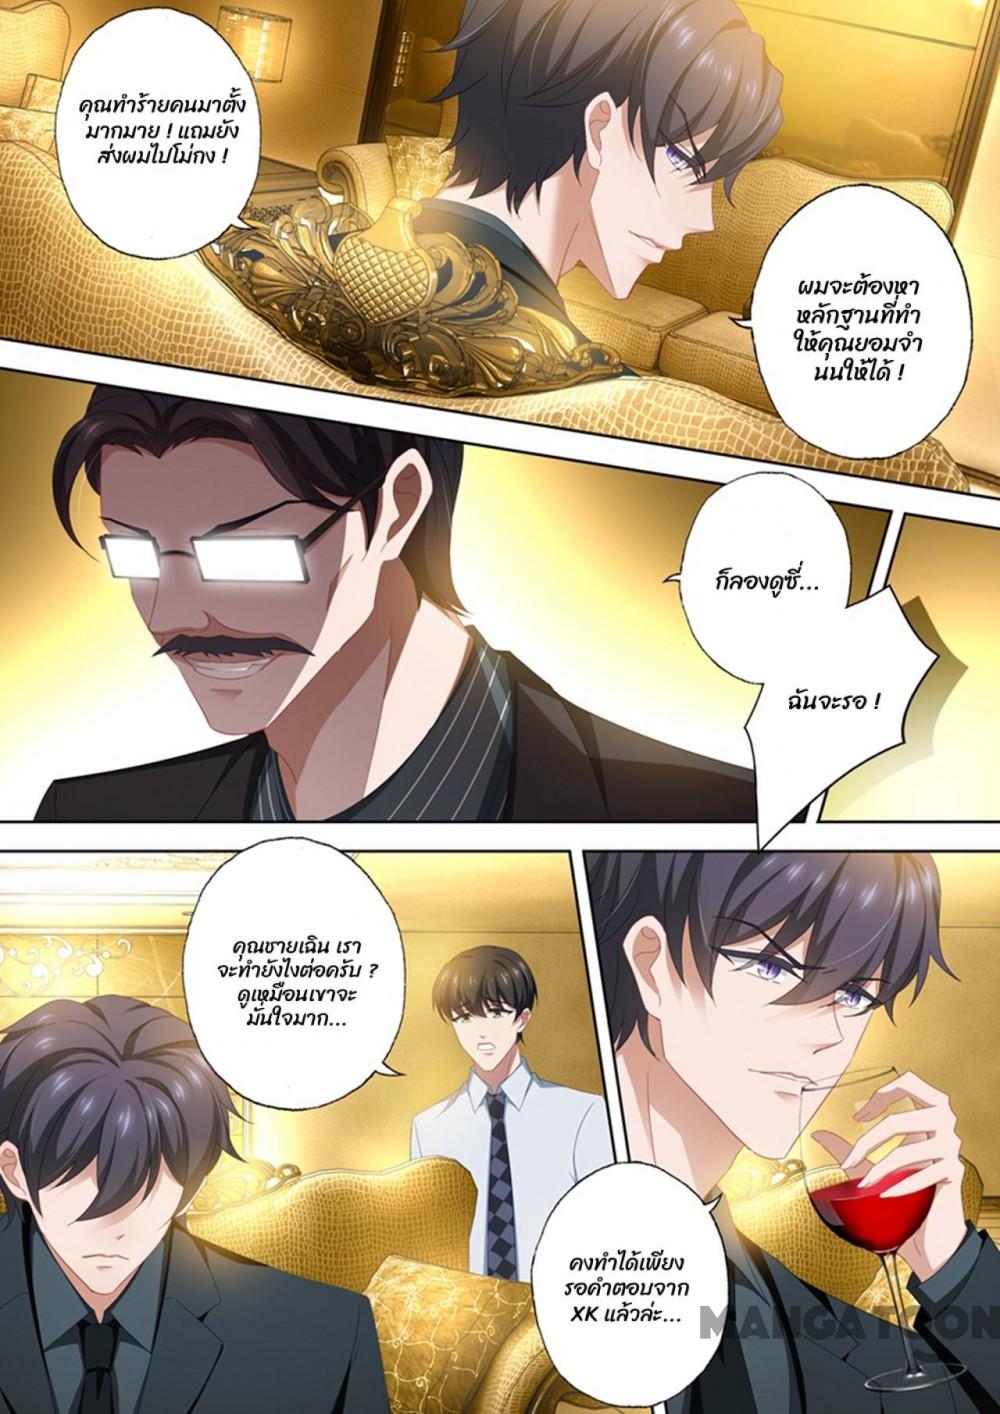 คุณทำร้ายคนมาตั้ง
มากมาย ! แถมยัง
ส่งผมไปโม่กง !
ผมจะต้องหา
หลักฐานที่ทำ
ให้คุณยอมจำ
นนให้ได้ !
ก็ลองดูซี่...
ฉันจะรอ !
คุณชายเฉิน เรา
จะทำยังไงต่อครับ ?
ดูเหมือนเขาจะ
มั่นใจมาก...
คงทำได้เพียง
รอคำตอบจาก
XK แล้วล่ะ...
MANGATOON